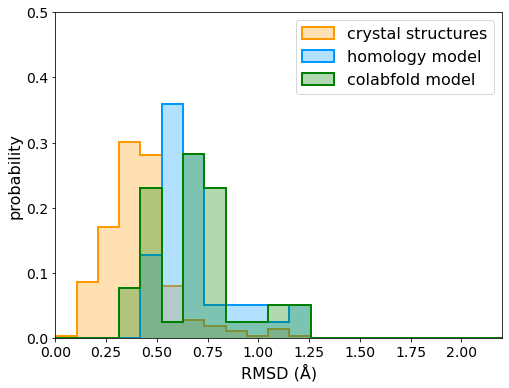 0.5
0.4
0.3
0.2
0.1
0.0
probability
crystal structures
homology model
colabfold model
0.00 0.25 0.50 0.75 1.00 1.25 1.50 1.75 2.00
RMSD (Å)